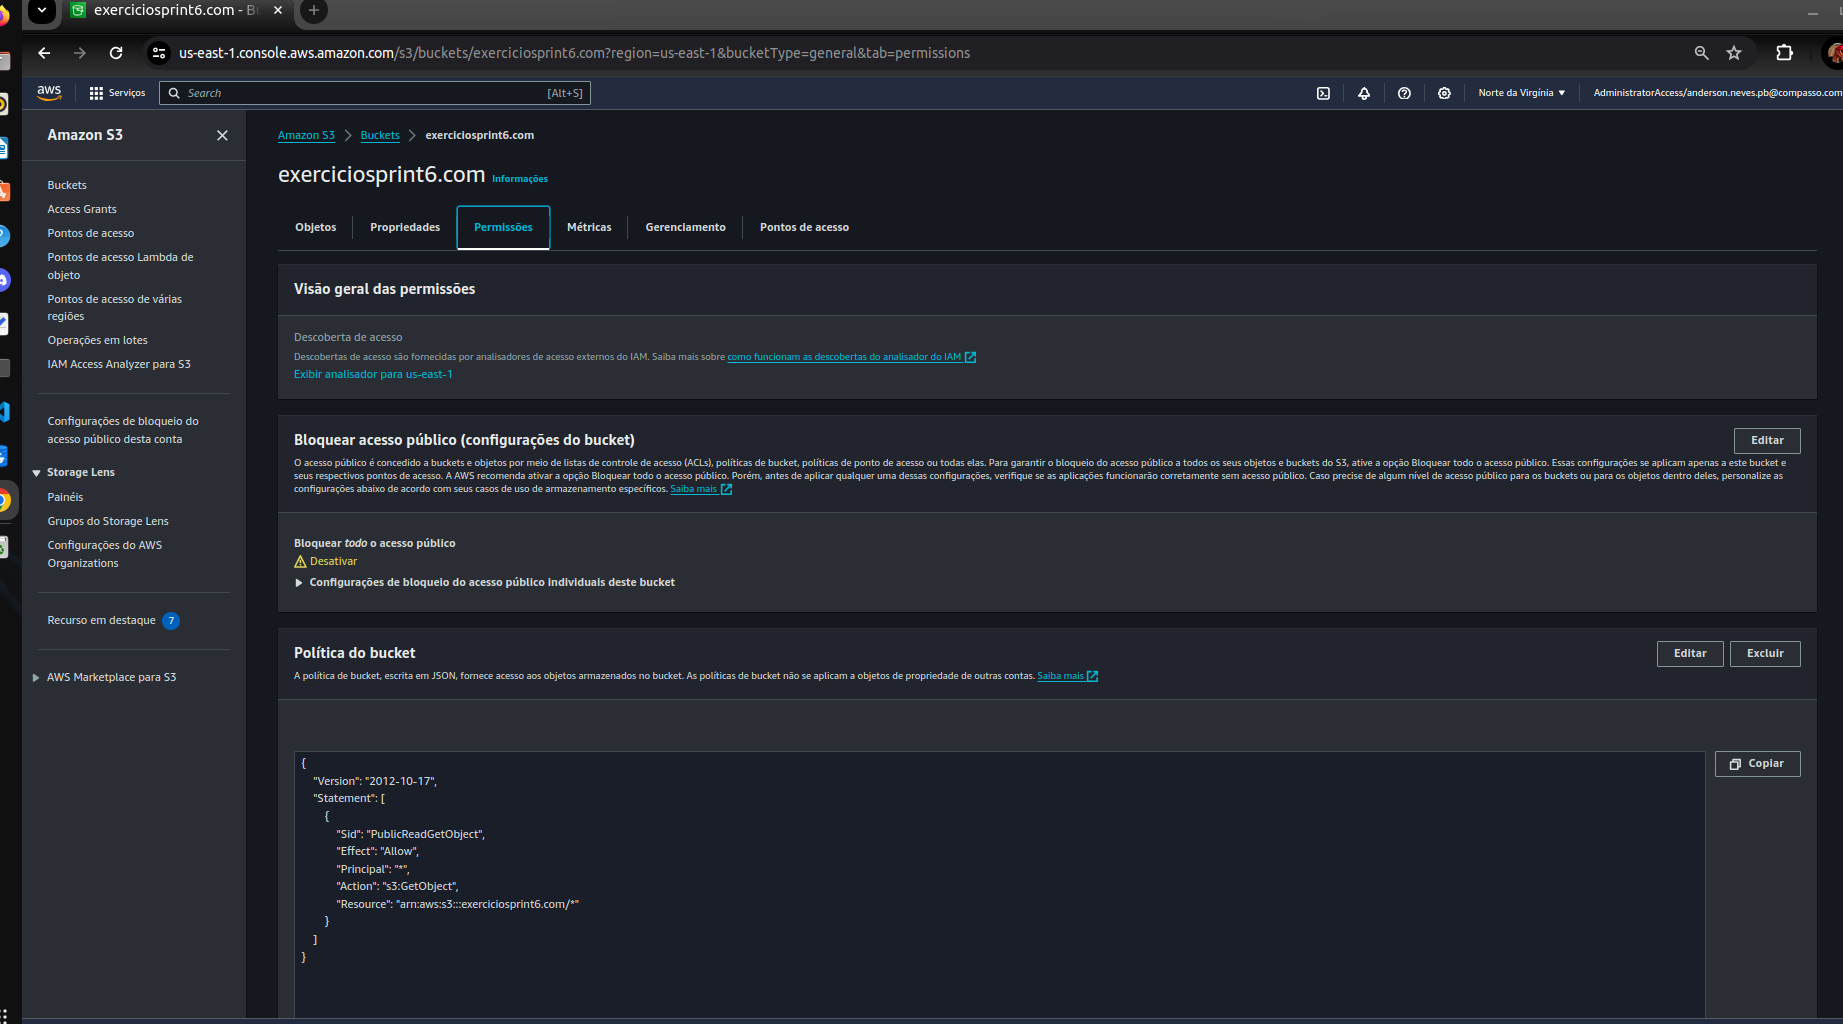 exerciciosprint6.com - Bu
us-east-1.console.aws.amazon.com/s3/buckets/exerciciosprint6.com?region=us-east-1&bucketType=general&tab=permissions
aws
Serviços
Search
[Alt+S]
Norte da Virgínia
AdministratorAccess/anderson.neves.pb@compasso.com
Amazon S3
Buckets
Access Grants
Pontos de acesso
Pontos de acesso Lambda de
objeto
Pontos de acesso de várias
regiões
Operações em lotes
IAM Access Analyzer para S3
Configurações de bloqueio do
acesso público desta conta
Storage Lens
Painéis
Grupos do Storage Lens
Configurações do AWS
Organizations
Recurso em destaque 7
AWS Marketplace para S3
Amazon S3 > Buckets > exerciciosprint6.com
exerciciosprint6.com Informações
Objetos
Propriedades
Permissões
Métricas
Gerenciamento
Pontos de acesso
Visão geral das permissões
Descoberta de acesso
Descobertas de acesso são fornecidas por analisadores de acesso externos do IAM. Saiba mais sobre como funcionam as descobertas do analisador do IAM
Exibir analisador para us-east-1
Bloquear acesso público (configurações do bucket)
Editar
O acesso público é concedido a buckets e objetos por meio de listas de controle de acesso (ACLs), políticas de bucket, políticas de ponto de acesso ou todas elas. Para garantir o bloqueio do acesso público a todos os seus objetos e buckets do S3, ative a opção Bloquear todo o acesso público. Essas configurações se aplicam apenas a este bucket e
seus respectivos pontos de acesso. A AWS recomenda ativar a opção Bloquear todo o acesso público. Porém, antes de aplicar qualquer uma dessas configurações, verifique se as aplicações funcionarão corretamente sem acesso público. Caso precise de algum nível de acesso público para os buckets ou para os objetos dentro deles, personalize as
configurações abaixo de acordo com seus casos de uso de armazenamento específicos. Saiba mais
Bloquear todo o acesso público
Desativar
Configurações de bloqueio do acesso público individuais deste bucket
Política do bucket
Editar
Excluir
A política de bucket, escrita em JSON, fornece acesso aos objetos armazenados no bucket. As políticas de bucket não se aplicam a objetos de propriedade de outras contas. Saiba mais
Copiar
{
"Version": "2012-10-17",
"Statement": [
{
"Sid": "PublicReadGetObject",
"Effect": "Allow",
"Principal": "*",
"Action": "s3:GetObject",
"Resource": "arn:aws:s3:::exerciciosprint6.com/*"
}
]
}